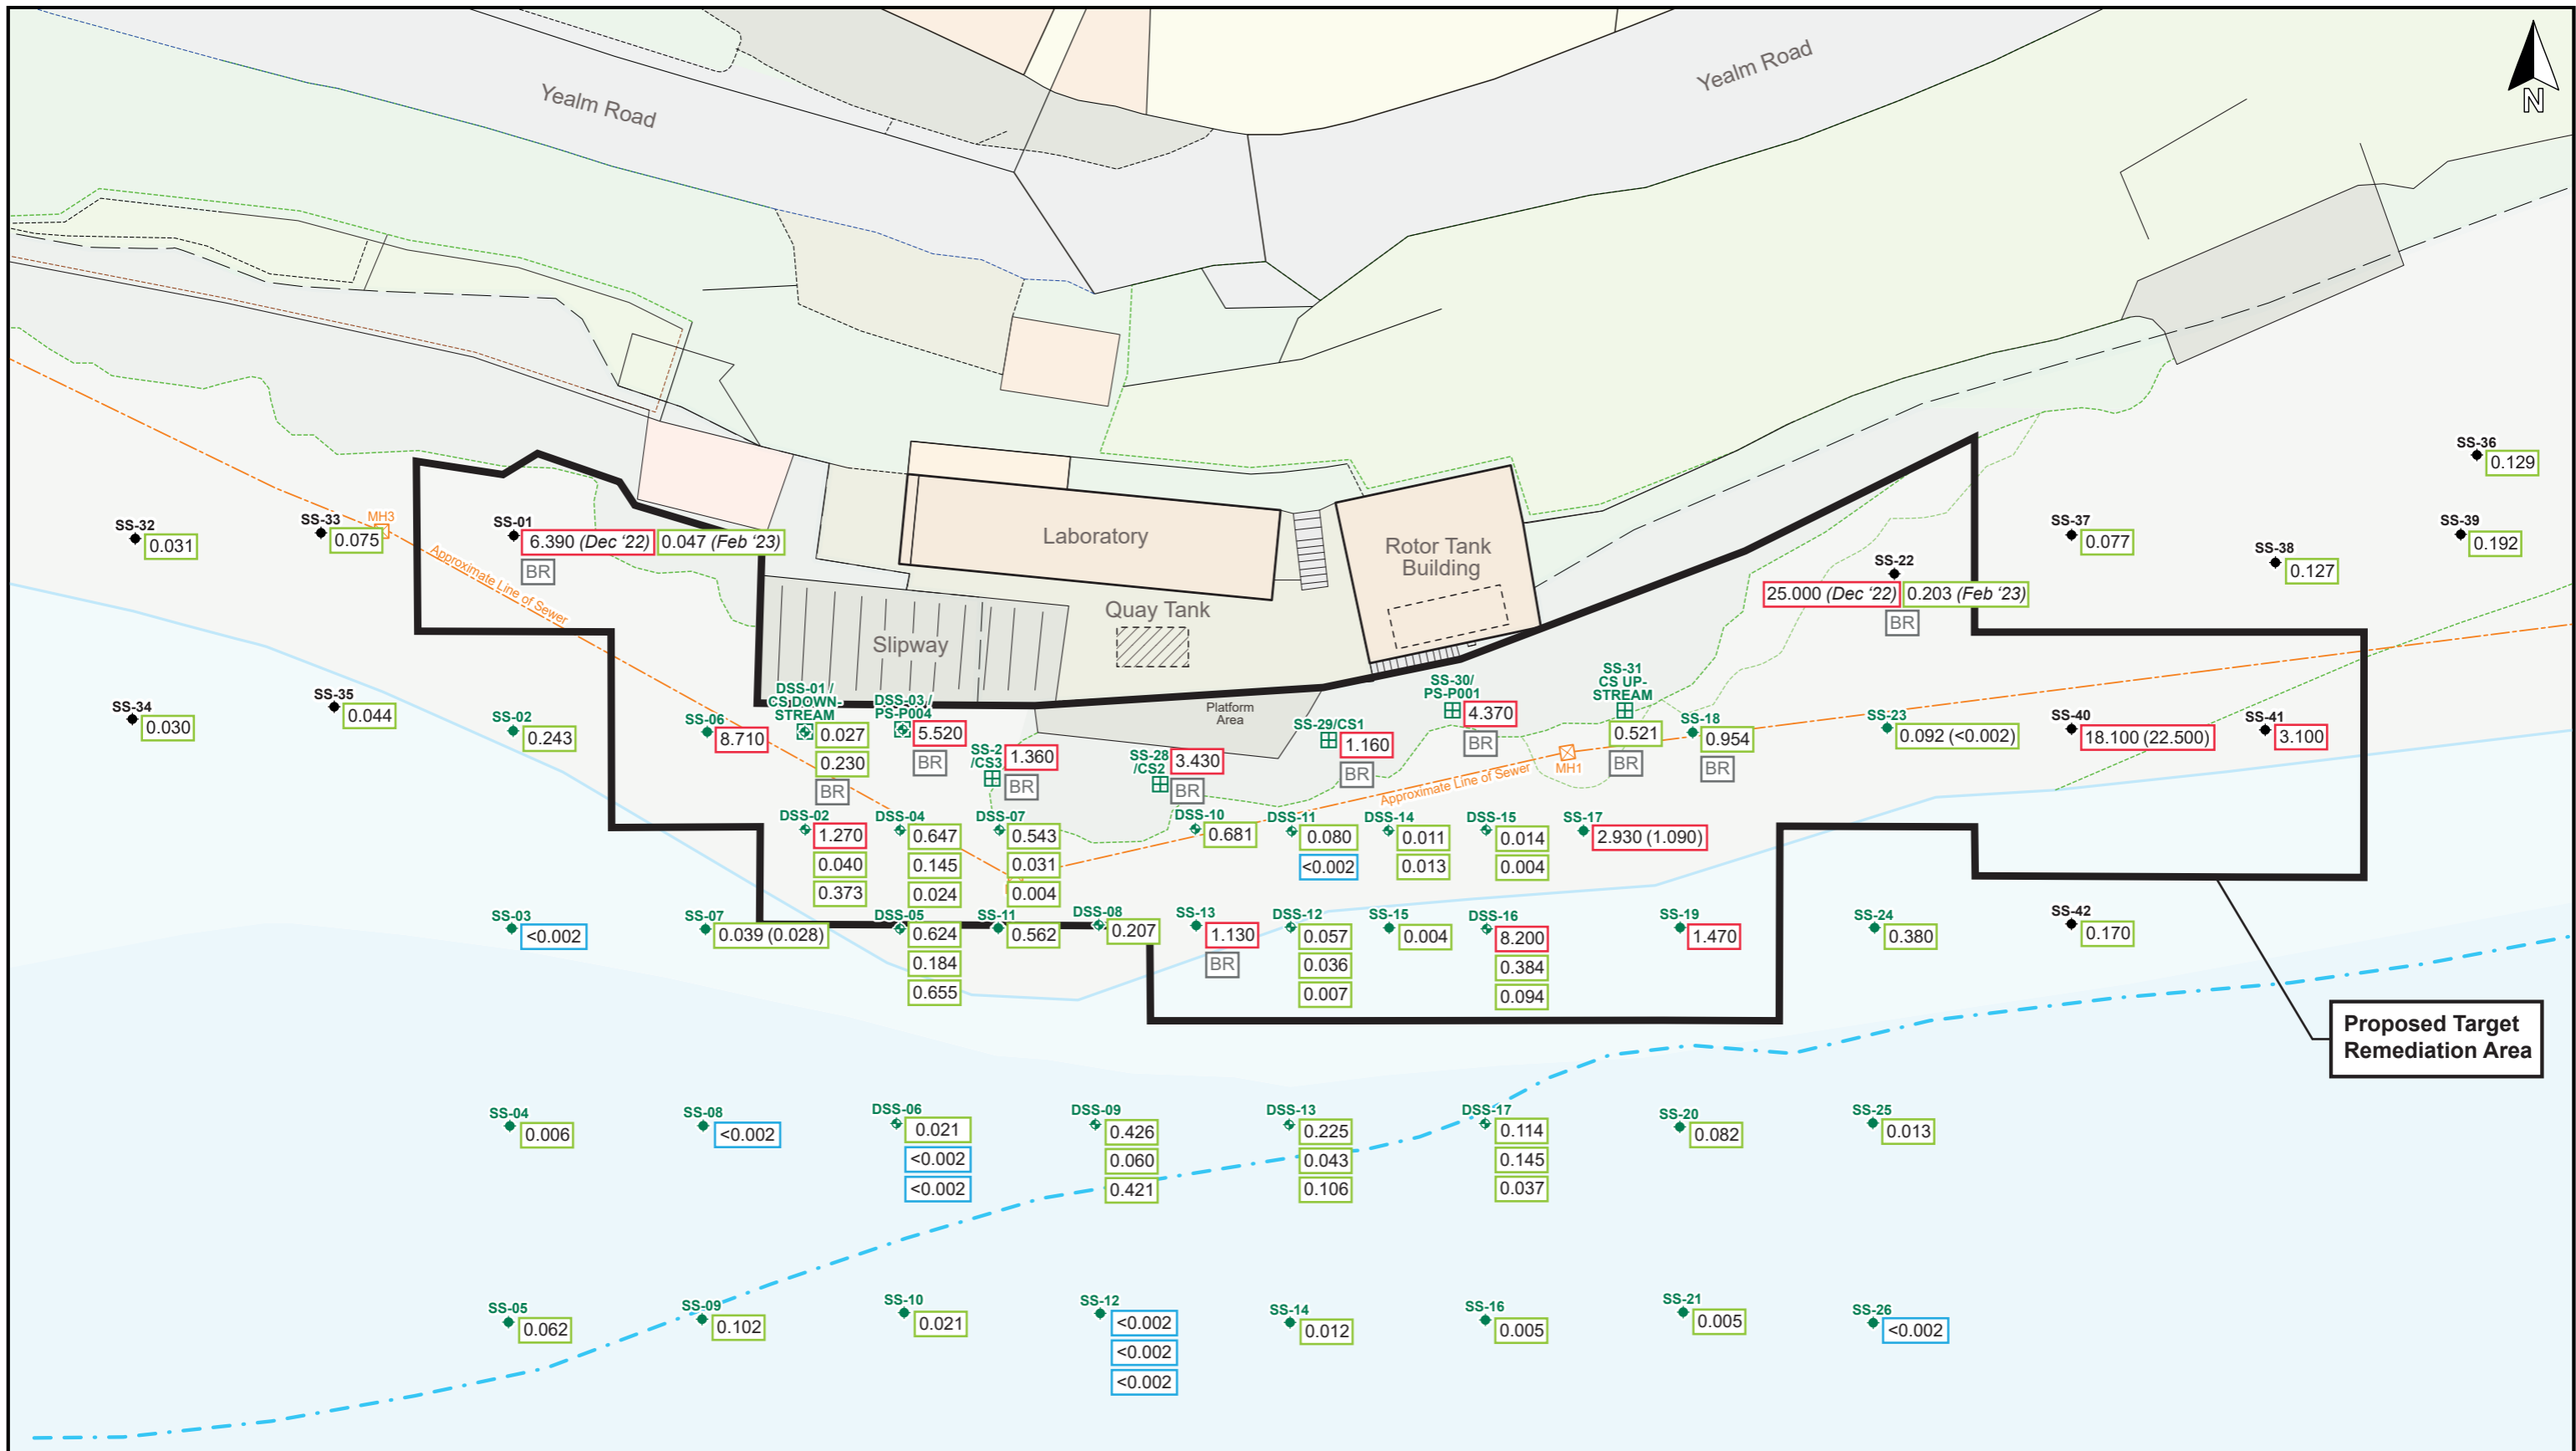 Yealm Road
Yealm Road
N
SS-36
0.129
SS-32
0.031
SS-33
0.075
MH3
SS-01
6.390 (Dec ‘22)
0.047 (Feb ‘23)
BR
Approximate Line of Sewer
Laboratory
Rotor Tank
Building
Quay Tank
Slipway
Platform
Area
SS-22
25.000 (Dec ‘22)
0.203 (Feb ‘23)
BR
SS-37
0.077
SS-38
0.127
SS-39
0.192
SS-34
0.030
SS-35
0.044
SS-02
0.243
SS-06
8.710
DSS-01 /
CS DOWN-
STREAM
0.027
0.230
BR
DSS-03 /
PS-P004
5.520
BR
SS-2
/CS3
1.360
BR
SS-28
/CS2
3.430
BR
SS-29/CS1
1.160
BR
SS-30/
PS-P001
4.370
BR
SS-31
CS UP-
STREAM
0.521
BR
MH1
Approximate Line of Sewer
SS-18
0.954
BR
SS-23
0.092 (<0.002)
SS-40
18.100 (22.500)
SS-41
3.100
DSS-02
1.270
0.040
0.373
DSS-04
0.647
0.145
0.024
DSS-07
0.543
0.031
0.004
DSS-10
0.681
DSS-11
0.080
<0.002
DSS-14
0.011
0.013
DSS-15
0.014
0.004
SS-17
2.930 (1.090)
SS-03
<0.002
SS-07
0.039 (0.028)
DSS-05
0.624
0.184
0.655
SS-11
0.562
DSS-08
0.207
SS-13
1.130
BR
DSS-12
0.057
0.036
0.007
SS-15
0.004
DSS-16
8.200
0.384
0.094
SS-19
1.470
SS-24
0.380
SS-42
0.170
Proposed Target
Remediation Area
SS-04
0.006
SS-08
<0.002
DSS-06
0.021
<0.002
<0.002
DSS-09
0.426
0.060
0.421
DSS-13
0.225
0.043
0.106
DSS-17
0.114
0.145
0.037
SS-20
0.082
SS-25
0.013
SS-05
0.062
SS-09
0.102
SS-10
0.021
SS-12
<0.002
<0.002
<0.002
SS-14
0.012
SS-16
0.005
SS-21
0.005
SS-26
<0.002